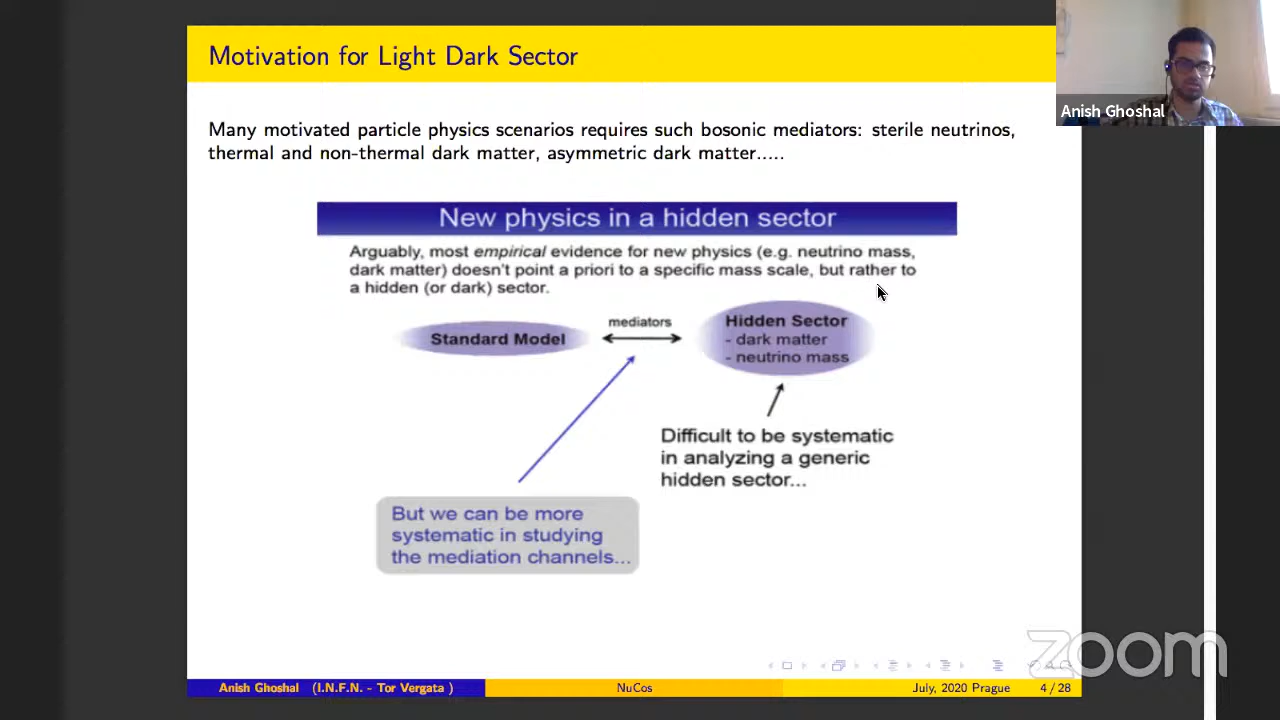 Motivation for Light Dark Sector
Anish Ghoshal
Many motivated particle physics scenarios requires such bosonic mediators: sterile neutrinos,
thermal and non-thermal dark matter, asymmetric dark matter.....
New physics in a hidden sector
Arguably, most empirical evidence for new physics (e.g. neutrino mass,
dark matter) doesn't point a priori to a specific mass scale, but rather to
a hidden (or dark) sector.
mediators
Standard Model
Hidden Sector
- dark matter
- neutrino mass
Difficult to be systematic
in analyzing a generic
hidden sector...
But we can be more
systematic in studying
the mediation channels...
zoom
Anish Ghoshal (I.N.F.N. - Tor Vergata ) NuCos July, 2020 Prague 4 / 28